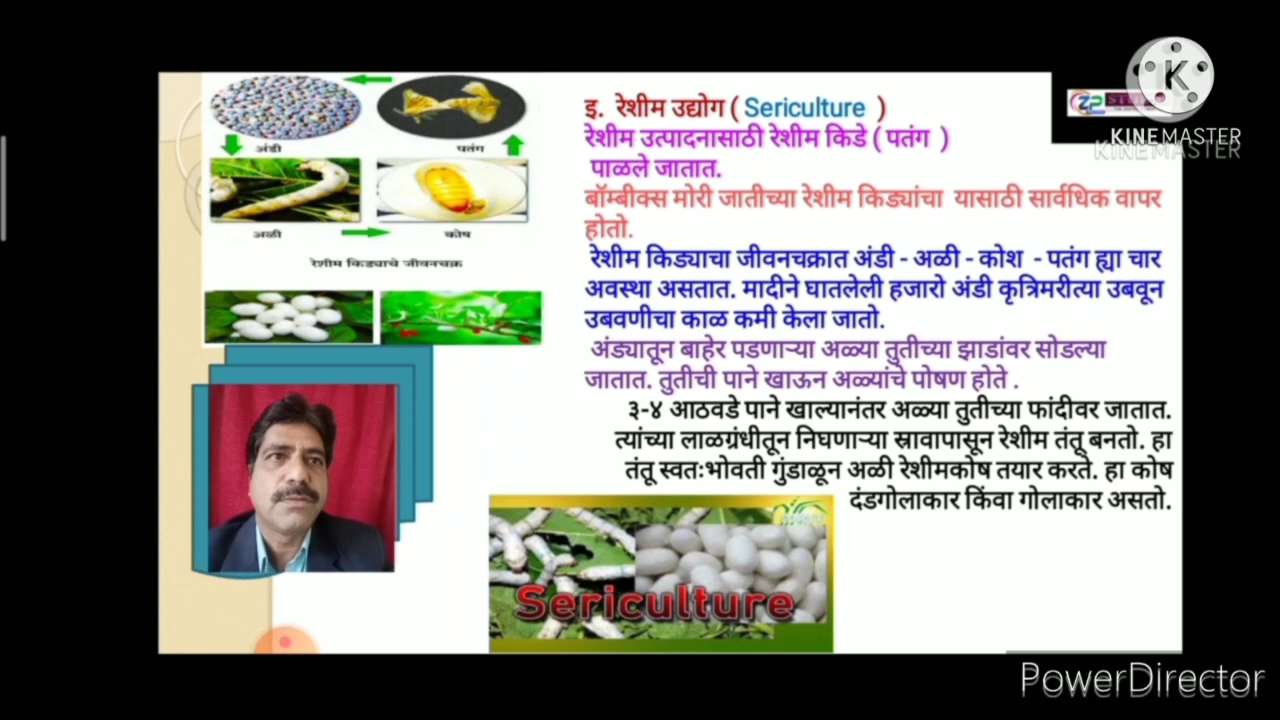 अंडी
पतंग
अळी
कोष
रेशीम किड्याचे जीवनचक्र
इ. रेशीम उद्योग ( Sericulture )
रेशीम उत्पादनासाठी रेशीम किडे ( पतंग )
पाळले जातात.
बॉम्बीक्स मोरी जातीच्या रेशीम किड्यांचा यासाठी सार्वधिक वापर
होतो.
रेशीम किड्याचा जीवनचक्रात अंडी - अळी - कोश - पतंग ह्या चार
अवस्था असतात. मादीने घातलेली हजारो अंडी कृत्रिमरीत्या उबवून
उबवणीचा काळ कमी केला जातो.
अंड्यातून बाहेर पडणाऱ्या अळ्या तुतीच्या झाडांवर सोडल्या
जातात. तुतीची पाने खाऊन अळ्यांचे पोषण होते .
३-४ आठवडे पाने खाल्यानंतर अळ्या तुतीच्या फांदीवर जातात.
त्यांच्या लाळग्रंधीतून निघणाऱ्या स्रावापासून रेशीम तंतू बनतो. हा
तंतू स्वतःभोवती गुंडाळून अळी रेशीमकोष तयार करते. हा कोष
दंडगोलाकार किंवा गोलाकार असतो.
Sericulture
ZP
K
KINEMASTER
KINEMASTER
PowerDirector